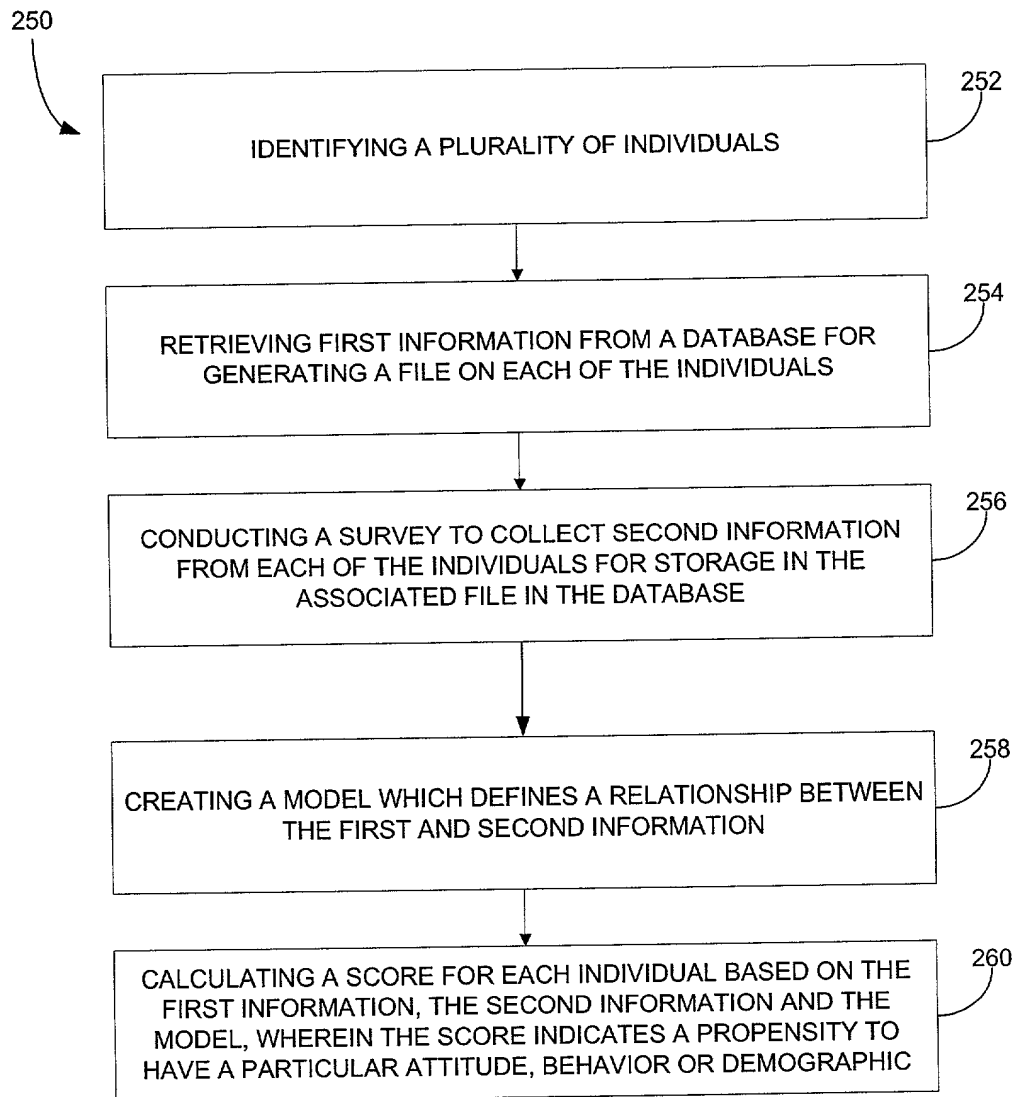 250
252
IDENTIFYING A PLURALITY OF INDIVIDUALS
254
RETRIEVING FIRST INFORMATION FROM A DATABASE FOR
GENERATING A FILE ON EACH OF THE INDIVIDUALS
256
CONDUCTING A SURVEY TO COLLECT SECOND INFORMATION
FROM EACH OF THE INDIVIDUALS FOR STORAGE IN THE
ASSOCIATED FILE IN THE DATABASE
258
CREATING A MODEL WHICH DEFINES A RELATIONSHIP BETWEEN
THE FIRST AND SECOND INFORMATION
260
CALCULATING A SCORE FOR EACH INDIVIDUAL BASED ON THE
FIRST INFORMATION, THE SECOND INFORMATION AND THE
MODEL, WHEREIN THE SCORE INDICATES A PROPENSITY TO
HAVE A PARTICULAR ATTITUDE, BEHAVIOR OR DEMOGRAPHIC